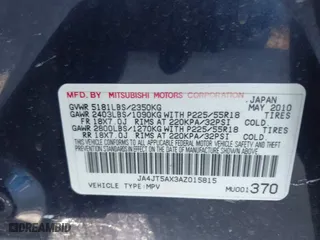 MFD. BY MITSUBISHI MOTORS CORPORATION
JAPAN
GVWR 5181LBS/2350KG MAY 2010
GAWR 2403LBS/1090KG WITH P225/55R18 TIRES
FR 18X7.0J RIMS AT 220KPA/32PSI COLD
GAWR 2800LBS/1270KG WITH P225/55R18 TIRES
RR 18X7.0J RIMS AT 220KPA/32PSI COLD
THIS VEHICLE CONFORMS TO ALL APPLICABLE FEDERAL MOTOR VEHICLE SAFETY AND THEFT PREVENTION STANDARDS IN EFFECT ON THE DATE OF MANUFACTURE SHOWN ABOVE.
JA4JT5AX3AZ015815
VEHICLE TYPE:MPV MU001370